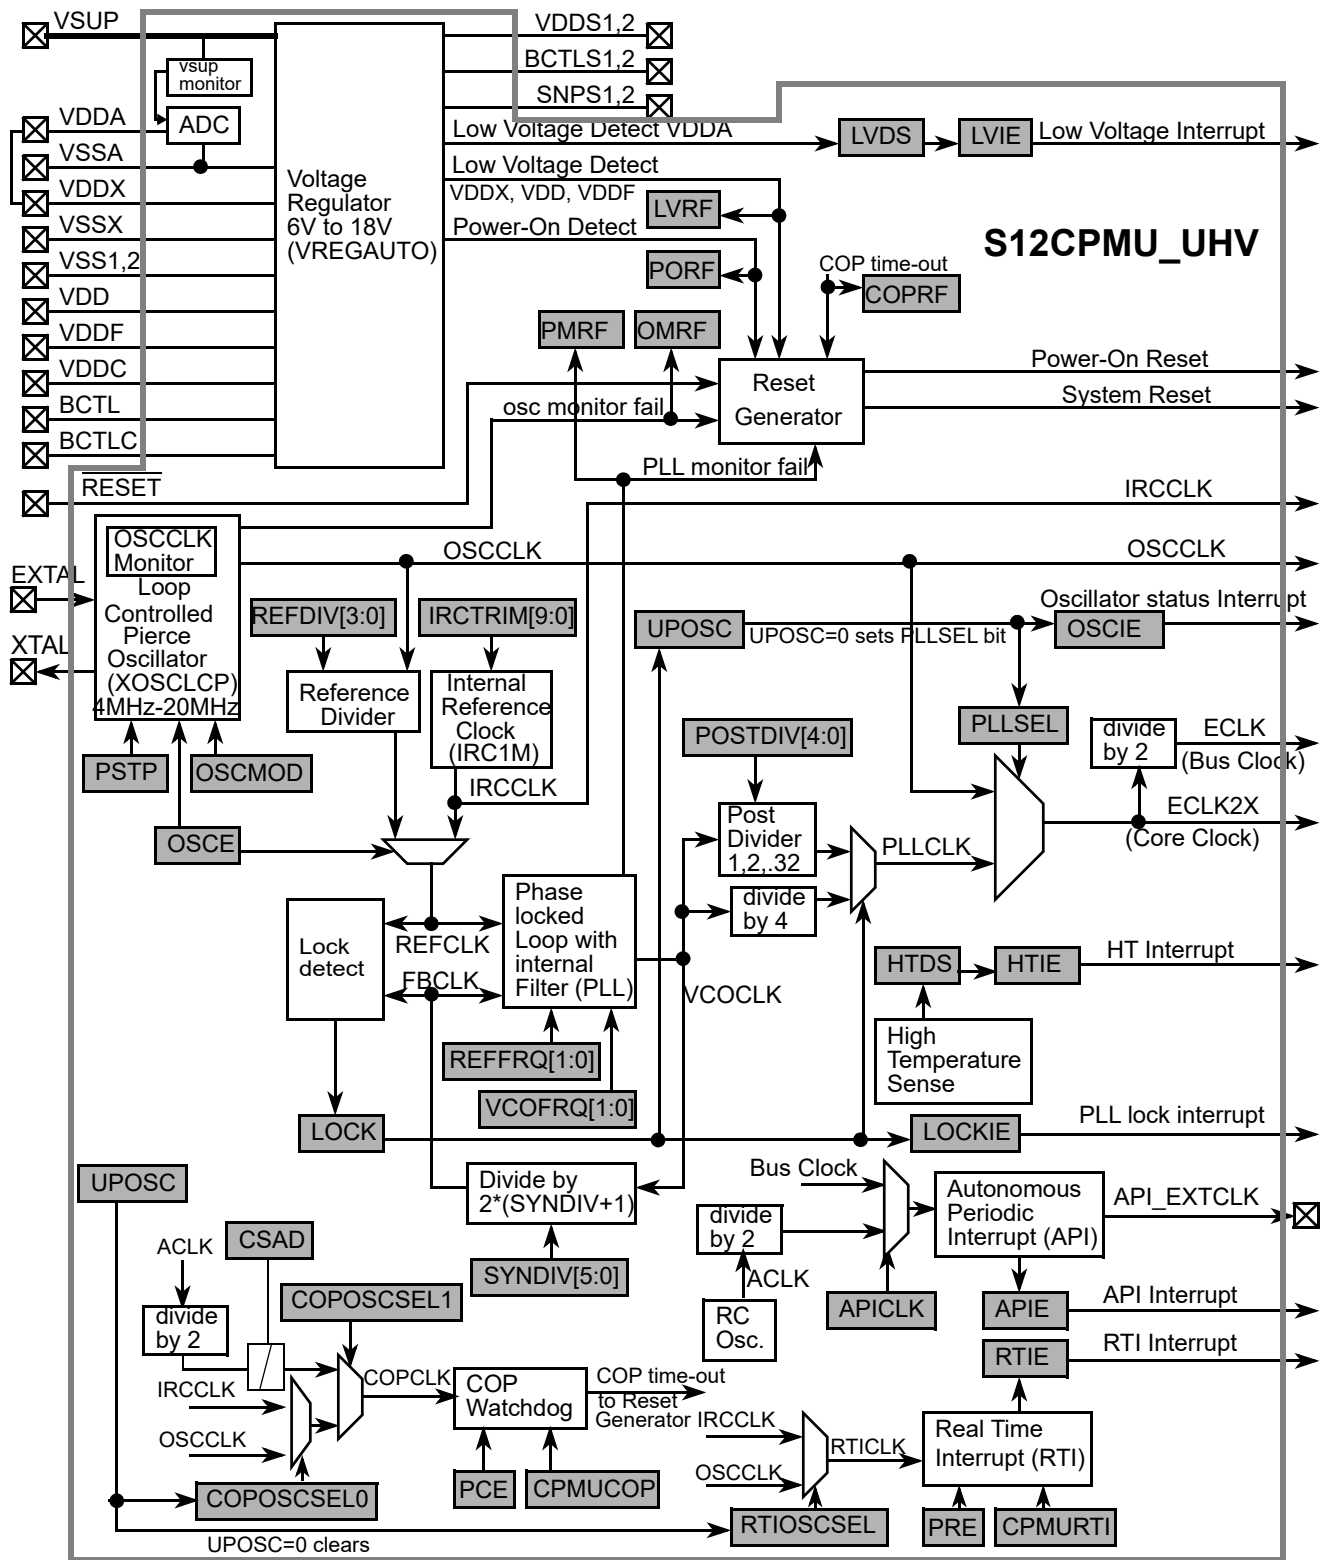 VSUP
VDDS1,2
BCTLS1,2
SNPS1,2
vsup
monitor
ADC
VDDA
VSSA
VDDX
VSSX
VSS1,2
VDD
VDDF
VDDC
BCTL
BCTLC
RESET
Voltage
Regulator
6V to 18V
(VREGAUTO)
Low Voltage Detect VDDA
LVDS
LVIE
Low Voltage Interrupt
Low Voltage Detect
VDDX, VDD, VDDF
LVRF
Power-On Detect
PORF
S12CPMU_UHV
COP time-out
COPRF
PMRF
OMRF
Reset
Generator
Power-On Reset
System Reset
osc monitor fail
PLL monitor fail
IRCCLK
OSCCLK
Monitor
Loop
Controlled
Pierce
Oscillator
(XOSCLCP)
4MHz-20MHz
EXTAL
XTAL
OSCCLK
OSCCLK
REFDIV[3:0]
IRCTRIM[9:0]
UPOSC
UPOSC=0 sets PLLSEL bit
Oscillator status Interrupt
OSCIE
Reference
Divider
Internal
Reference
Clock
(IRC1M)
PSTP
OSCMOD
OSCE
IRCCLK
POSTDIV[4:0]
PLLSEL
divide
by 2
ECLK
(Bus Clock)
ECLK2X
(Core Clock)
Post
Divider
1,2,.32
PLLCLK
divide
by 4
Lock
detect
REFCLK
FBCLK
Phase
locked
Loop with
internal
Filter (PLL)
VCOCLK
REFFRQ[1:0]
VCOFRQ[1:0]
HTDS
HTIE
HT Interrupt
High
Temperature
Sense
LOCK
LOCKIE
PLL lock interrupt
UPOSC
Divide by
2*(SYNDIV+1)
SYNDIV[5:0]
Bus Clock
divide
by 2
ACLK
RC
Osc.
APICLK
Autonomous
Periodic
Interrupt (API)
API_EXTCLK
APIE
API Interrupt
RTIE
RTI Interrupt
ACLK
CSAD
divide
by 2
COPOSCSEL1
IRCCLK
OSCCLK
COPCLK
COP
Watchdog
COP time-out
to Reset
Generator
PCE
CPMUCOP
COPOSCSEL0
UPOSC=0 clears
IRCCLK
OSCCLK
RTICLK
RTIOSCSEL
Real Time
Interrupt (RTI)
PRE
CPMURTI